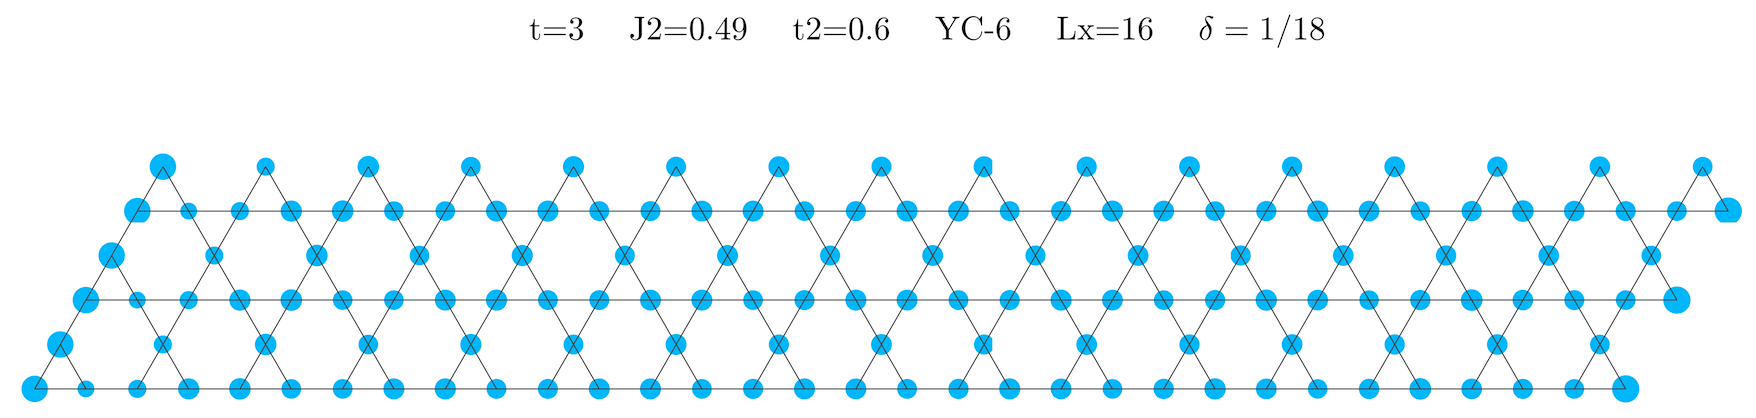 t=3 J2=0.49 t2=0.6 YC-6 Lx=16 δ = 1/18